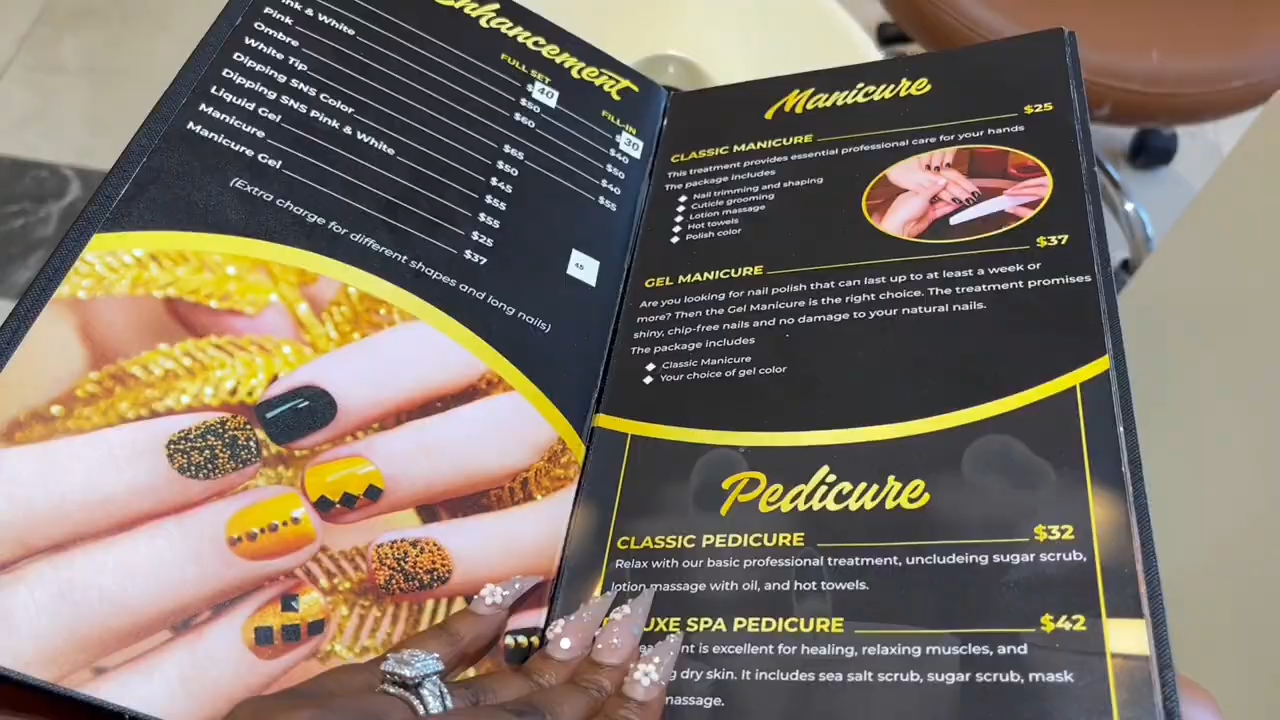 Enhancement
FULL SET
FILL-IN
Pink & White
Pink
Ombre
White Tip
Dipping SNS Color
Dipping SNS Pink & White
Liquid Gel
Manicure
Manicure Gel
40
$50
$60
$65
$50
$45
$55
$55
$25
$37
30
$40
$50
$40
$55
45
(Extra charge for different shapes and long nails)
Manicure
CLASSIC MANICURE $25
This treatment provides essential professional care for your hands
The package includes
Nail trimming and shaping
Cuticle grooming
Lotion massage
Hot towels
Polish color
GEL MANICURE $37
Are you looking for nail polish that can last up to at least a week or
more? Then the Gel Manicure is the right choice. The treatment promises
shiny, chip-free nails and no damage to your natural nails.
The package includes
Classic Manicure
Your choice of gel color
Pedicure
CLASSIC PEDICURE $32
Relax with our basic professional treatment, uncludeing sugar scrub,
lotion massage with oil, and hot towels.
SPA PEDICURE $42
is excellent for healing, relaxing muscles, and
dry skin. It includes sea salt scrub, sugar scrub, mask
massage.